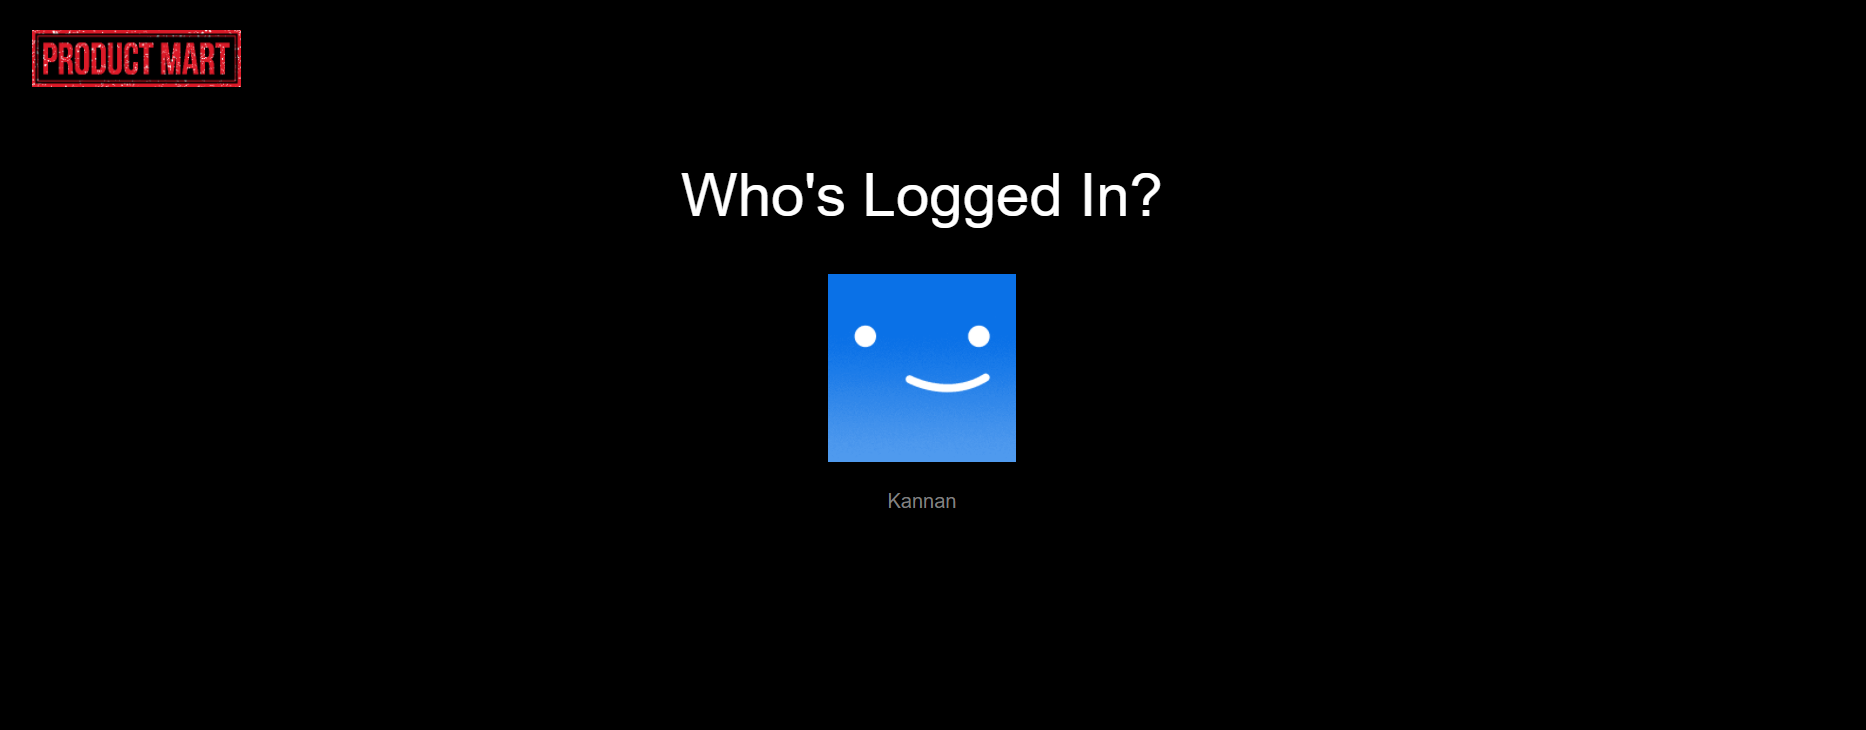 PRODUCT MART
Who's Logged In?
Kannan